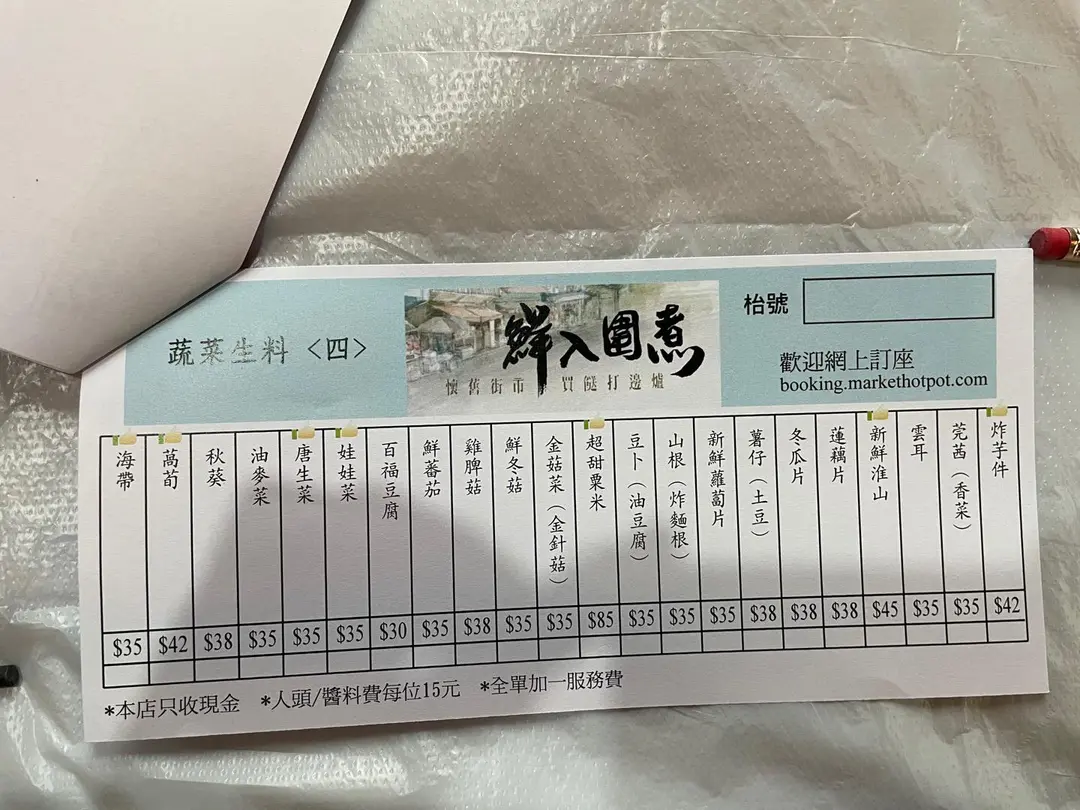 蔬菜生料〈四〉
鮮入圍煮
懷舊街市 買餸打邊爐
枱號
歡迎網上訂座
booking.markethotpot.com
海帶 $35
萵荀 $42
秋葵 $38
油麥菜 $35
唐生菜 $35
娃娃菜 $35
百福豆腐 $30
鮮蕃茄 $35
雞脾菇 $38
鮮冬菇 $35
金菇菜（金針菇） $35
超甜粟米 $85
豆卜（油豆腐） $35
山根（炸麵根） $35
新鮮蘿蔔片 $35
薯仔（土豆） $38
冬瓜片 $38
蓮藕片 $38
新鮮淮山 $45
雲耳 $35
莞茜（香菜） $35
炸芋件 $42
*本店只收現金 *人頭/醬料費每位15元 *全單加一服務費